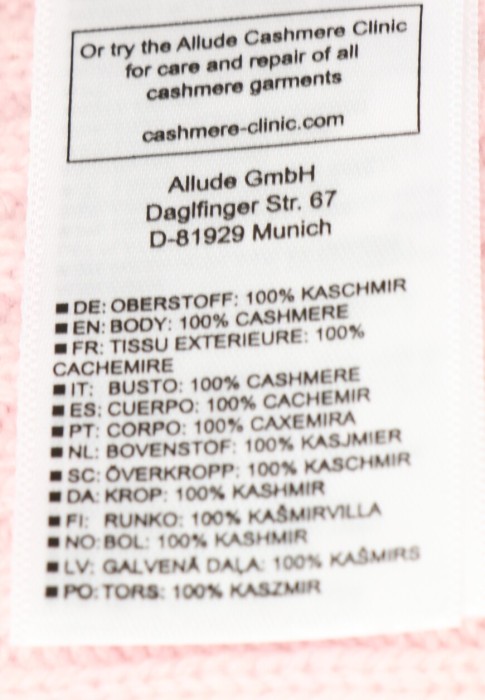 Or try the Allude Cashmere Clinic
for care and repair of all
cashmere garments
cashmere-clinic.com
Allude GmbH
Daglfinger Str. 67
D-81929 Munich
■ DE: OBERSTOFF: 100% KASCHMIR
■ EN: BODY: 100% CASHMERE
■ FR: TISSU EXTERIEURE: 100%
CACHEMIRE
■ IT: BUSTO: 100% CASHMERE
■ ES: CUERPO: 100% CACHEMIR
■ PT: CORPO: 100% CAXEMIRA
■ NL: BOVENSTOF: 100% KASJMIER
■ SC: ÖVERKROPP: 100% KASCHMIR
■ DA: KROP: 100% KASHMIR
■ FI: RUNKO: 100% KAŠMIRVILLA
■ NO: BOL: 100% KASHMIR
■ LV: GALVENĀ DAĻA: 100% KAŠMIRS
■ PO: TORS: 100% KASZMIR